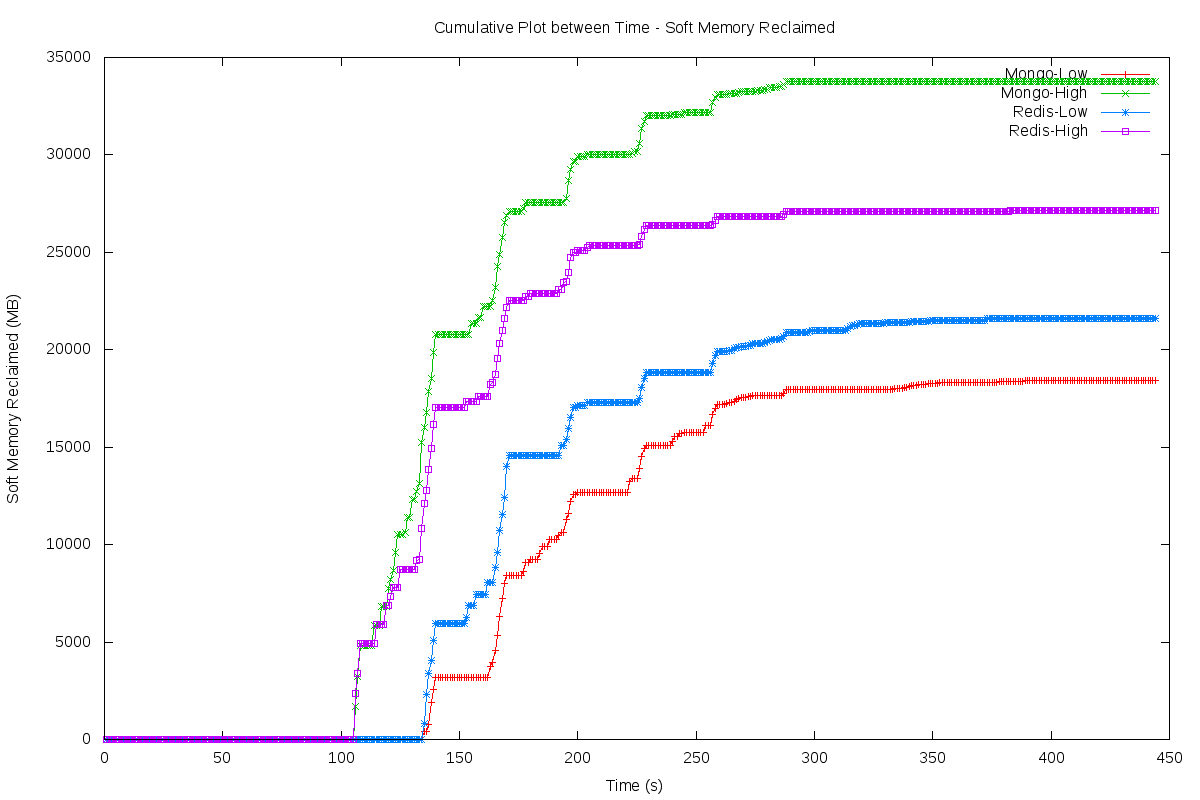 Cumulative Plot between Time - Soft Memory Reclaimed
35000
30000
25000
20000
15000
10000
5000
0
Soft Memory Reclaimed (MB)
Mongo-Low
Mongo-High
Redis-Low
Redis-High
0 50 100 150 200 250 300 350 400 450
Time (s)